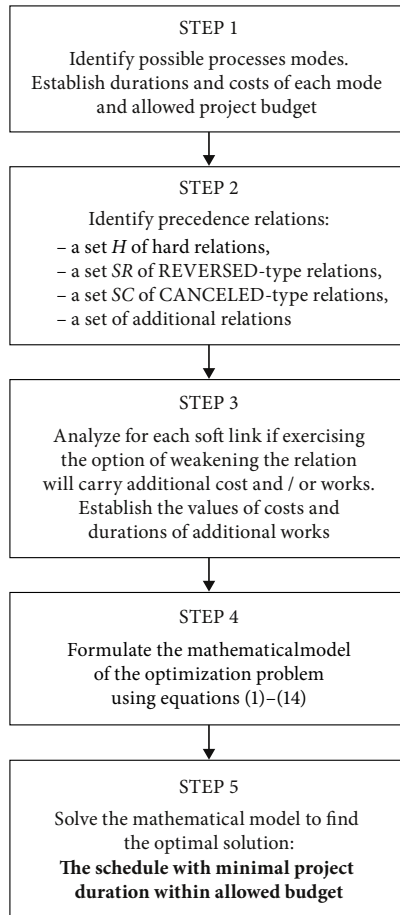 STEP 1
Identify possible processes modes.
Establish durations and costs of each mode
and allowed project budget
STEP 2
Identify precedence relations:
– a set H of hard relations,
– a set SR of REVERSED-type relations,
– a set SC of CANCELED-type relations,
– a set of additional relations
STEP 3
Analyze for each soft link if exercising
the option of weakening the relation
will carry additional cost and / or works.
Establish the values of costs and
durations of additional works
STEP 4
Formulate the mathematicalmodel
of the optimization problem
using equations (1)–(14)
STEP 5
Solve the mathematical model to find
the optimal solution:
The schedule with minimal project
duration within allowed budget